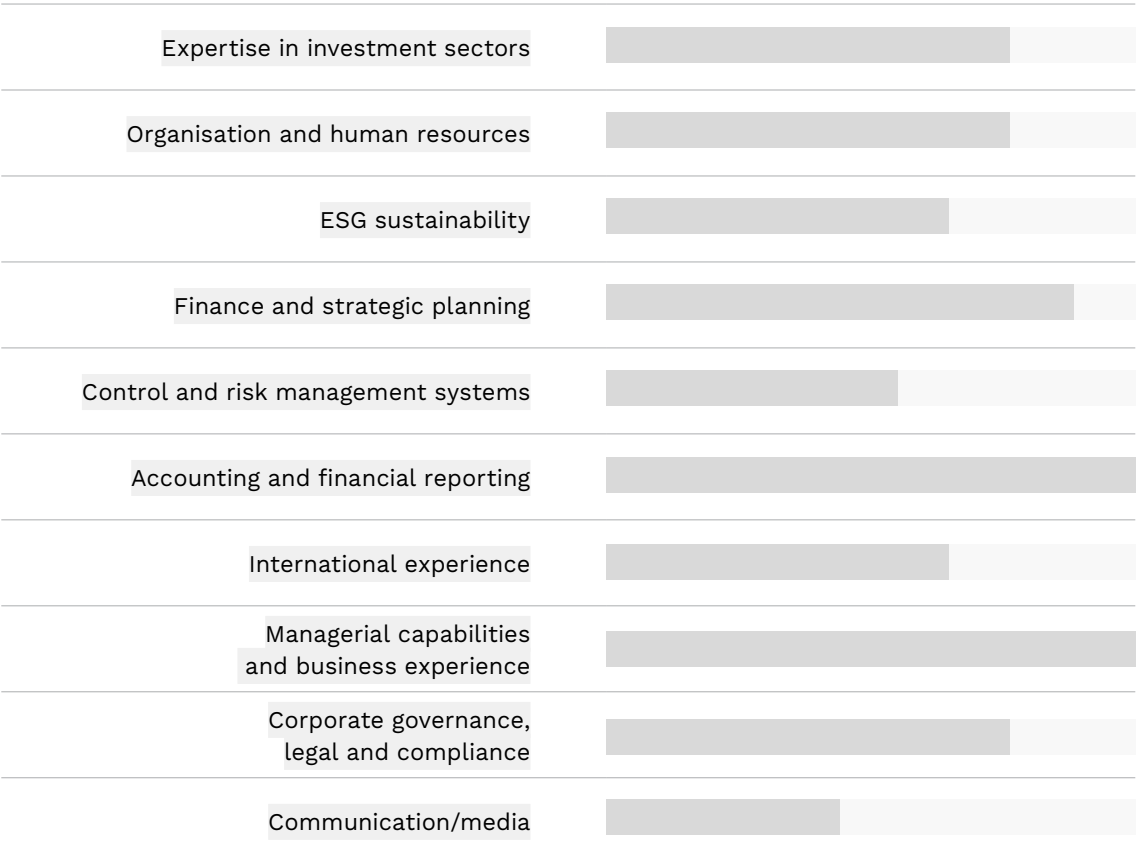 Expertise in investment sectors
Organisation and human resources
ESG sustainability
Finance and strategic planning
Control and risk management systems
Accounting and financial reporting
International experience
Managerial capabilities
and business experience
Corporate governance,
legal and compliance
Communication/media